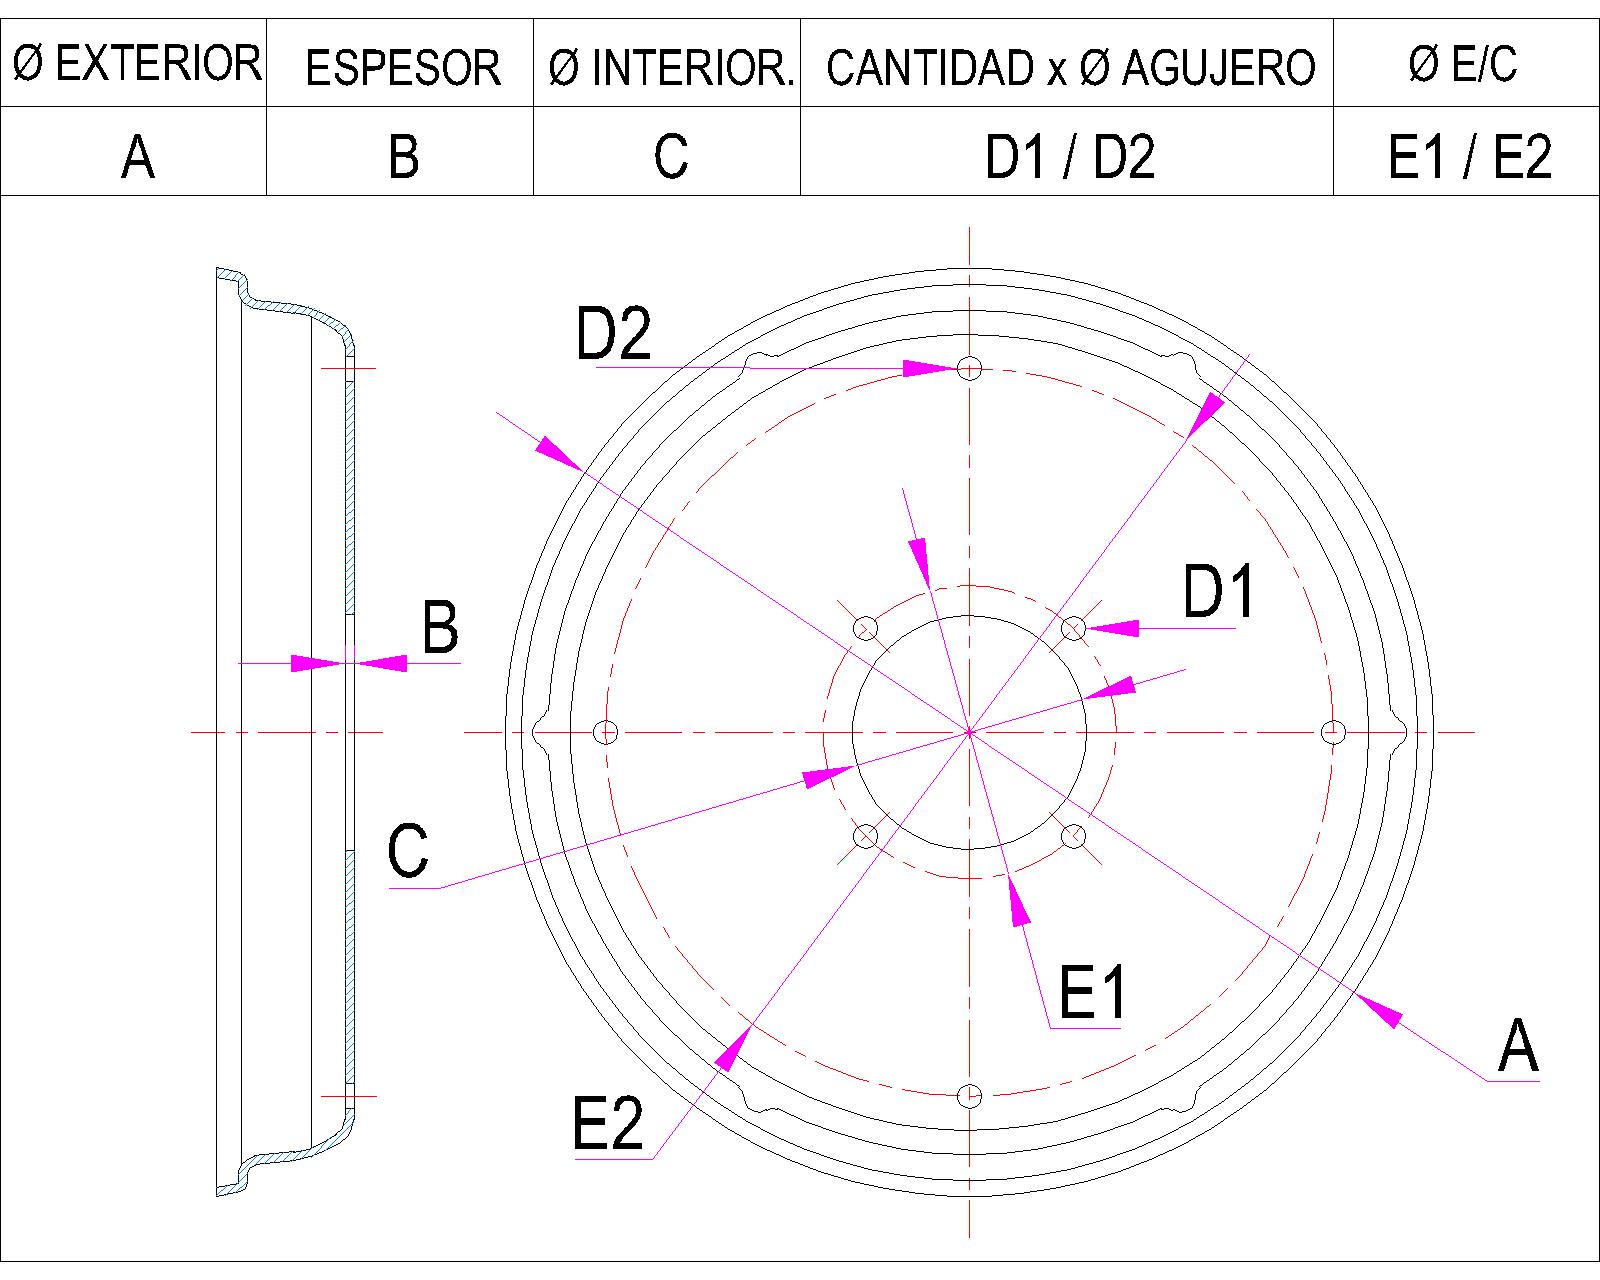 Ø EXTERIOR ESPESOR Ø INTERIOR. CANTIDAD x Ø AGUJERO Ø E/C
A B C D1 / D2 E1 / E2
D2
D1
B
C
E1
A
E2